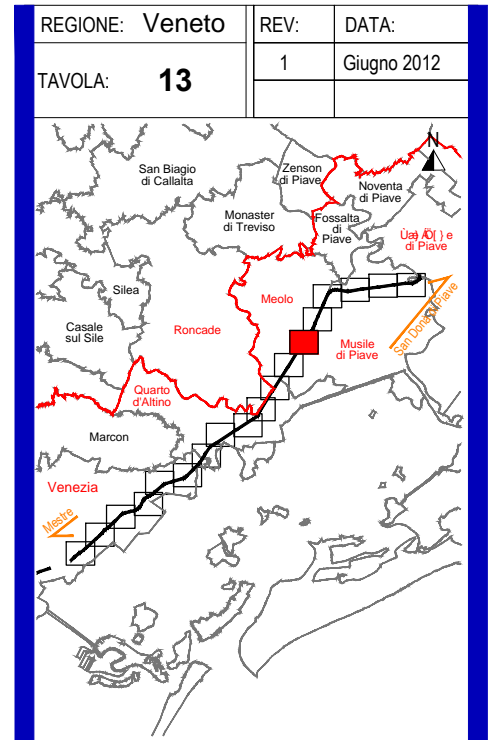 REGIONE: Veneto
REV:
DATA:
TAVOLA: 13
1
Giugno 2012
N
San Biagio
di Callalta
Zenson
di Piave
Noventa
di Piave
Monaster
di Treviso
Fossalta
di
Piave
di Piave
Silea
Meolo
San Donà di Piave
Casale
sul Sile
Roncade
Musile
di Piave
Quarto
d'Altino
Marcon
Venezia
Mestre